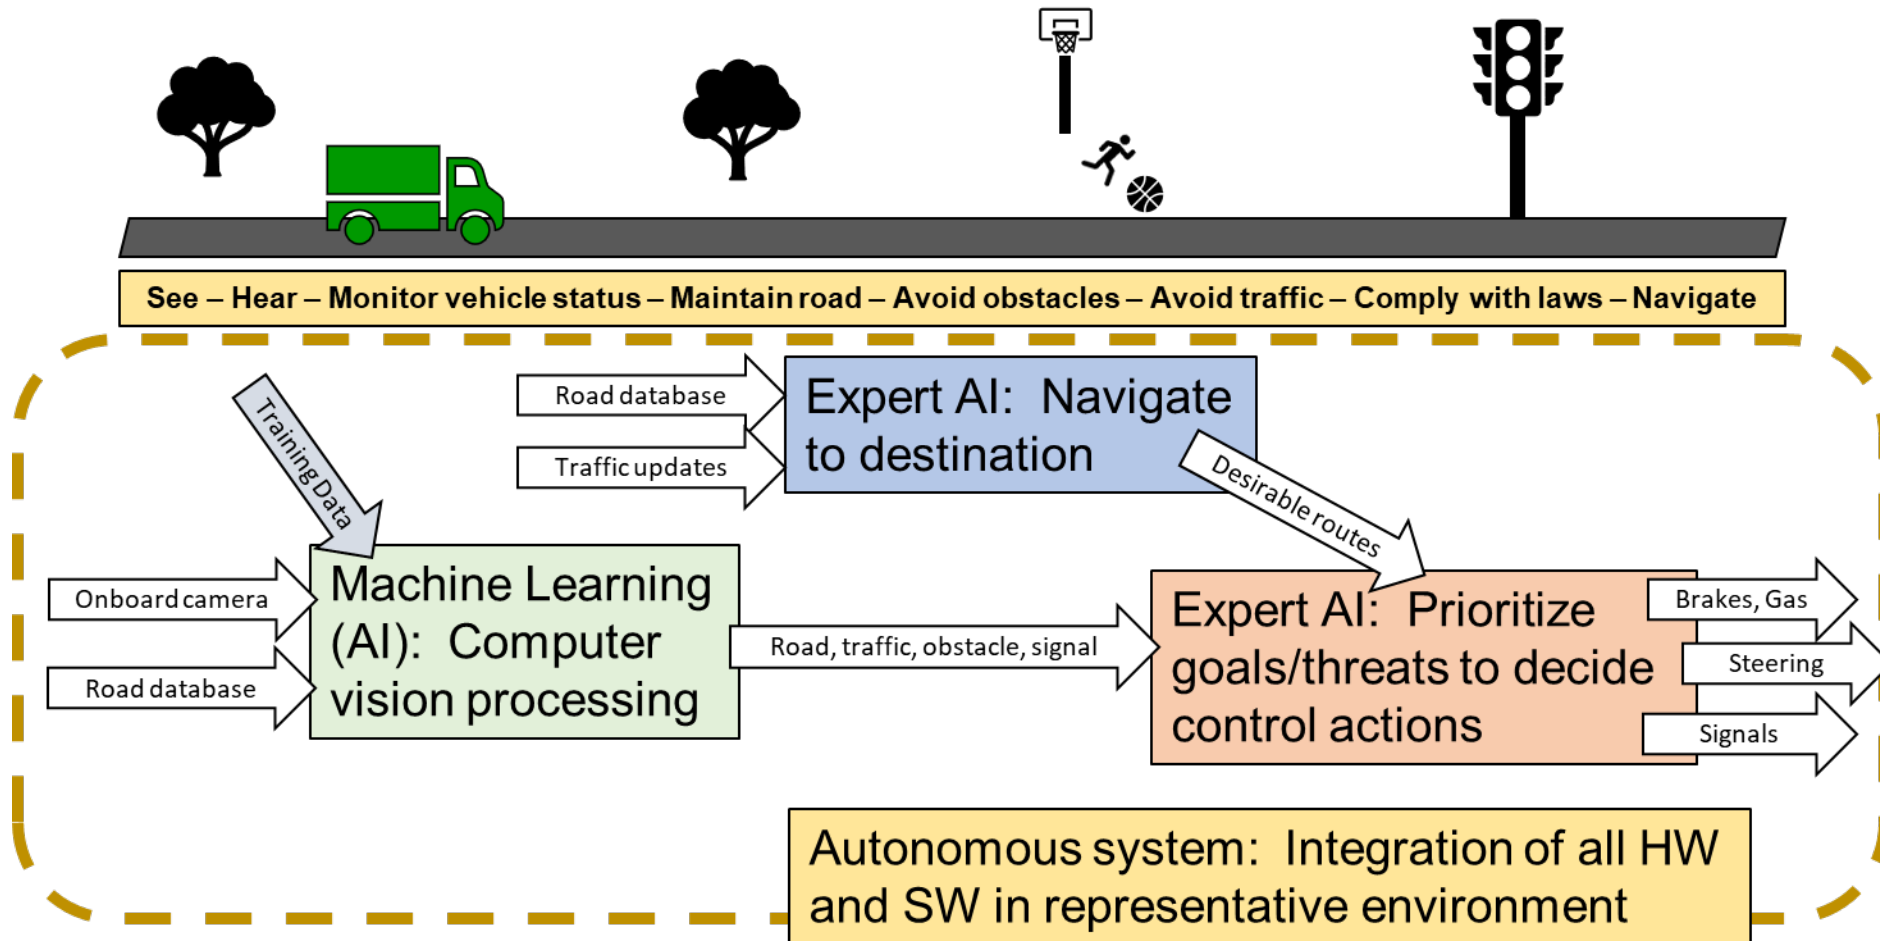 See – Hear – Monitor vehicle status – Maintain road – Avoid obstacles – Avoid traffic – Comply with laws – Navigate
Training Data
Road database
Traffic updates
Expert AI:  Navigate
to destination
Desirable routes
Onboard camera
Road database
Machine Learning
(AI):  Computer
vision processing
Road, traffic, obstacle, signal
Expert AI:  Prioritize
goals/threats to decide
control actions
Brakes, Gas
Steering
Signals
Autonomous system:  Integration of all HW
and SW in representative environment